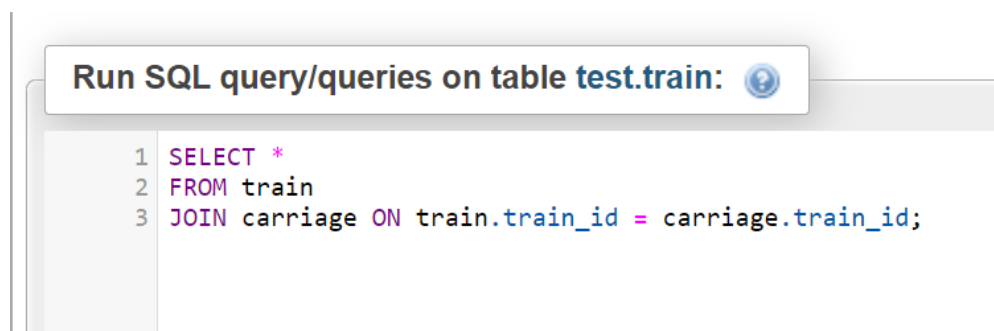 Run SQL query/queries on table test.train:
1 SELECT *
2 FROM train
3 JOIN carriage ON train.train_id = carriage.train_id;